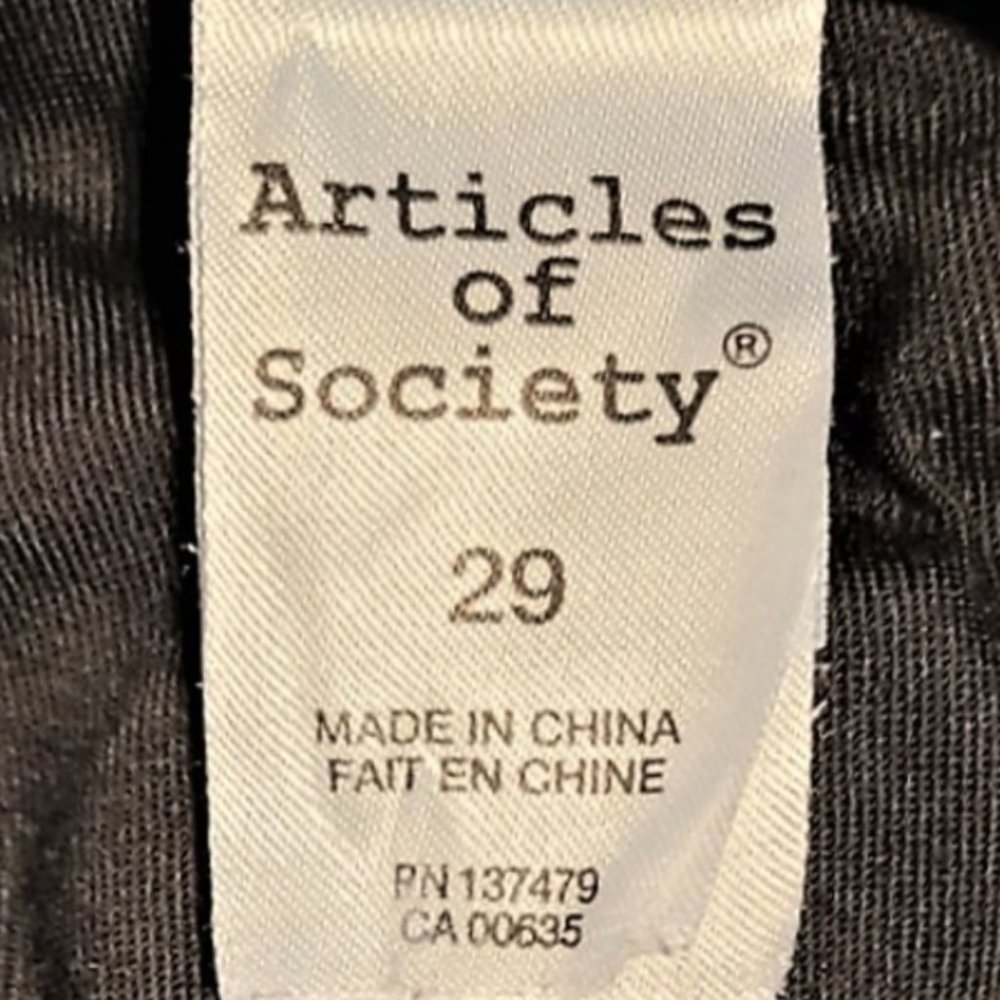 Articles
of
Society®
29
MADE IN CHINA
FAIT EN CHINE
RN 137479
CA 00635